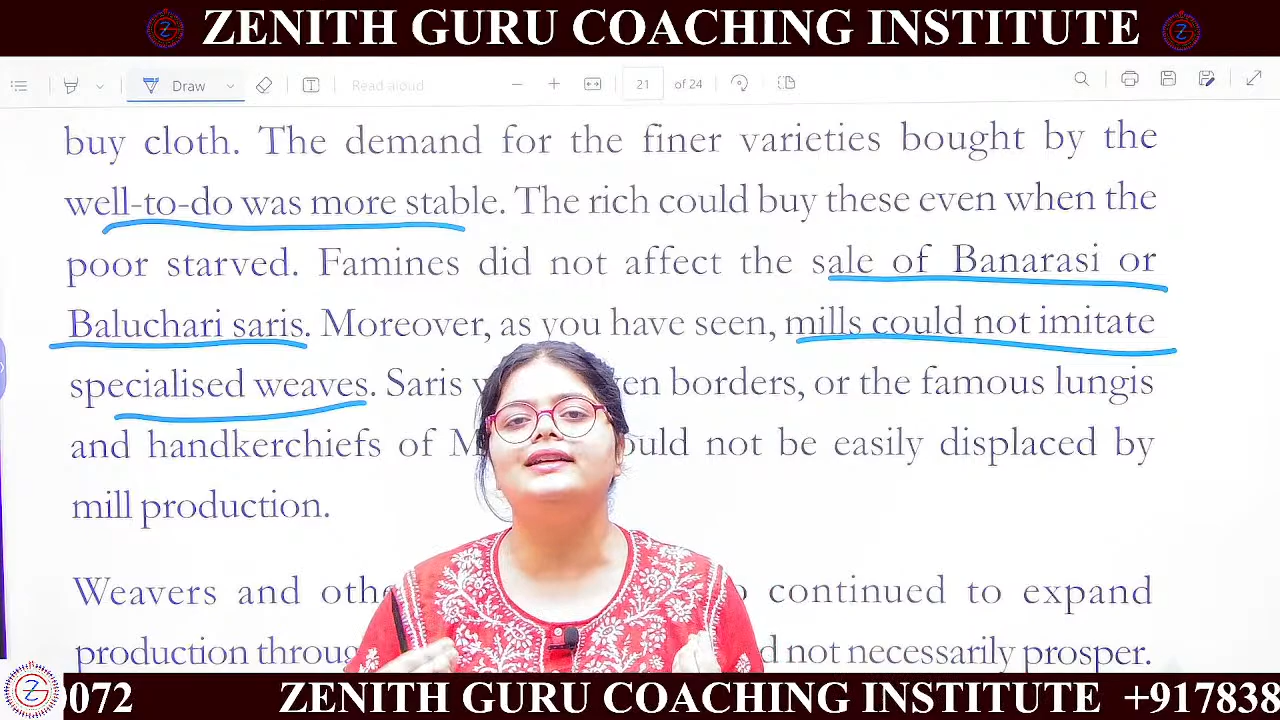 ZENITH GURU COACHING INSTITUTE
Draw
Read aloud
21 of 24
buy cloth. The demand for the finer varieties bought by the
well-to-do was more stable. The rich could buy these even when the
poor starved. Famines did not affect the sale of Banarasi or
Baluchari saris. Moreover, as you have seen, mills could not imitate
specialised weaves. Saris borders, or the famous lungis
and handkerchiefs of not be easily displaced by
mill production.
Weavers and continued to expand
production not necessarily prosper.
072 ZENITH GURU COACHING INSTITUTE +917838